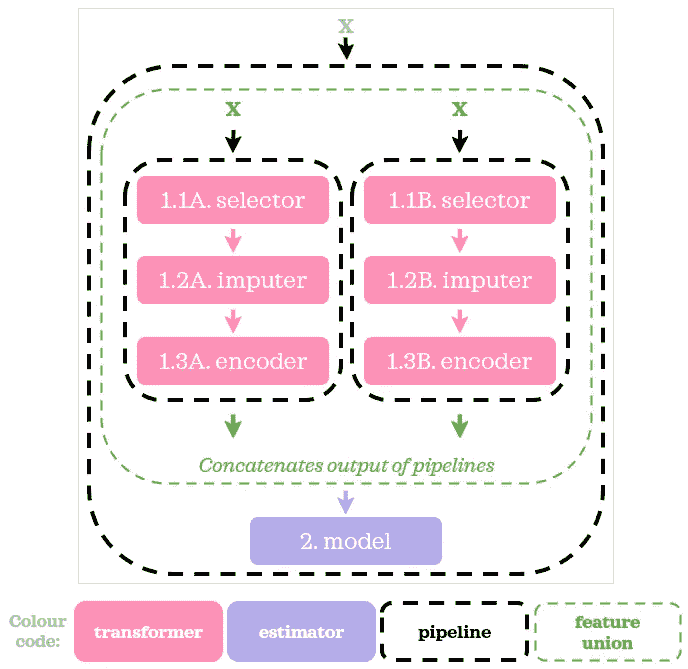 X
X X
1.1A. selector 1.1B. selector
1.2A. imputer 1.2B. imputer
1.3A. encoder 1.3B. encoder
Concatenates output of pipelines
2. model
Colour
code:
transformer
estimator
pipeline
feature
union